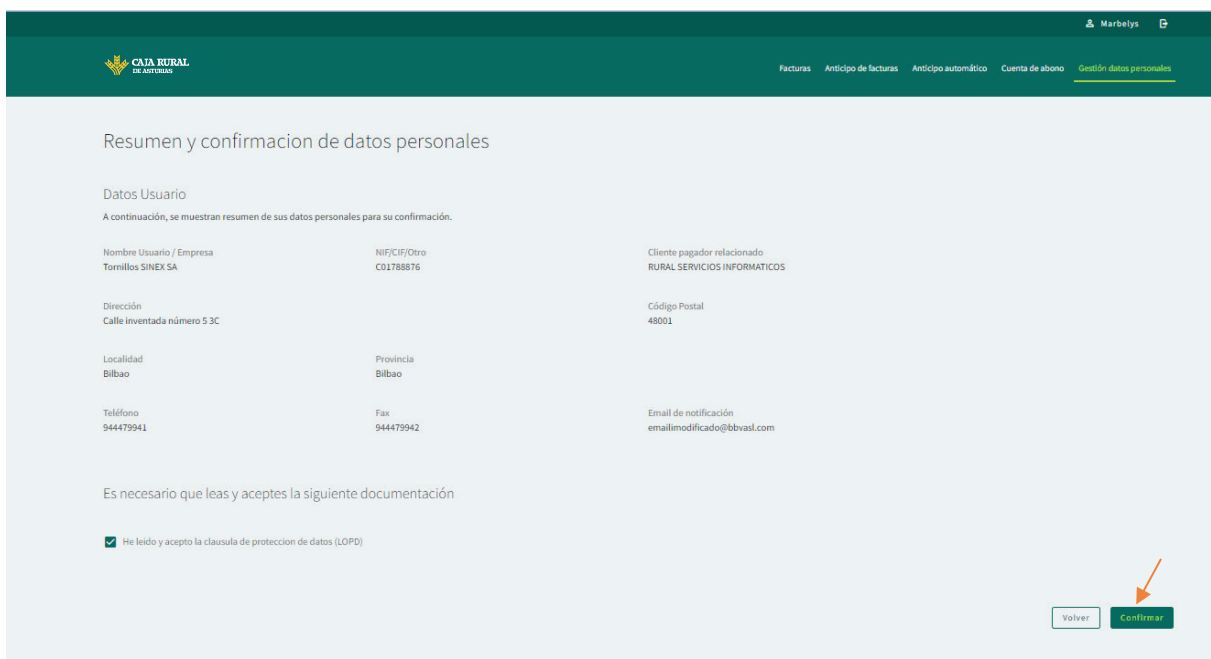 Marbelys
CAJA RURAL
DE ASTURIAS
Facturas Anticipo de facturas Anticipo automático Cuenta de abono Gestión datos personales
Resumen y confirmacion de datos personales
Datos Usuario
A continuación, se muestran resumen de sus datos personales para su confirmación.
Nombre Usuario / Empresa NIF/CIF/Otro Cliente pagador relacionado
Tornillos SINEX SA C01788876 RURAL SERVICIOS INFORMATICOS
Dirección Código Postal
Calle inventada número 5 3C 48001
Localidad Provincia
Bilbao Bilbao
Teléfono Fax Email de notificación
944479941 944479942 emailimodificado@bbvasl.com
Es necesario que leas y aceptes la siguiente documentación
He leido y acepto la clausula de proteccion de datos (LOPD)
Volver Confirmar